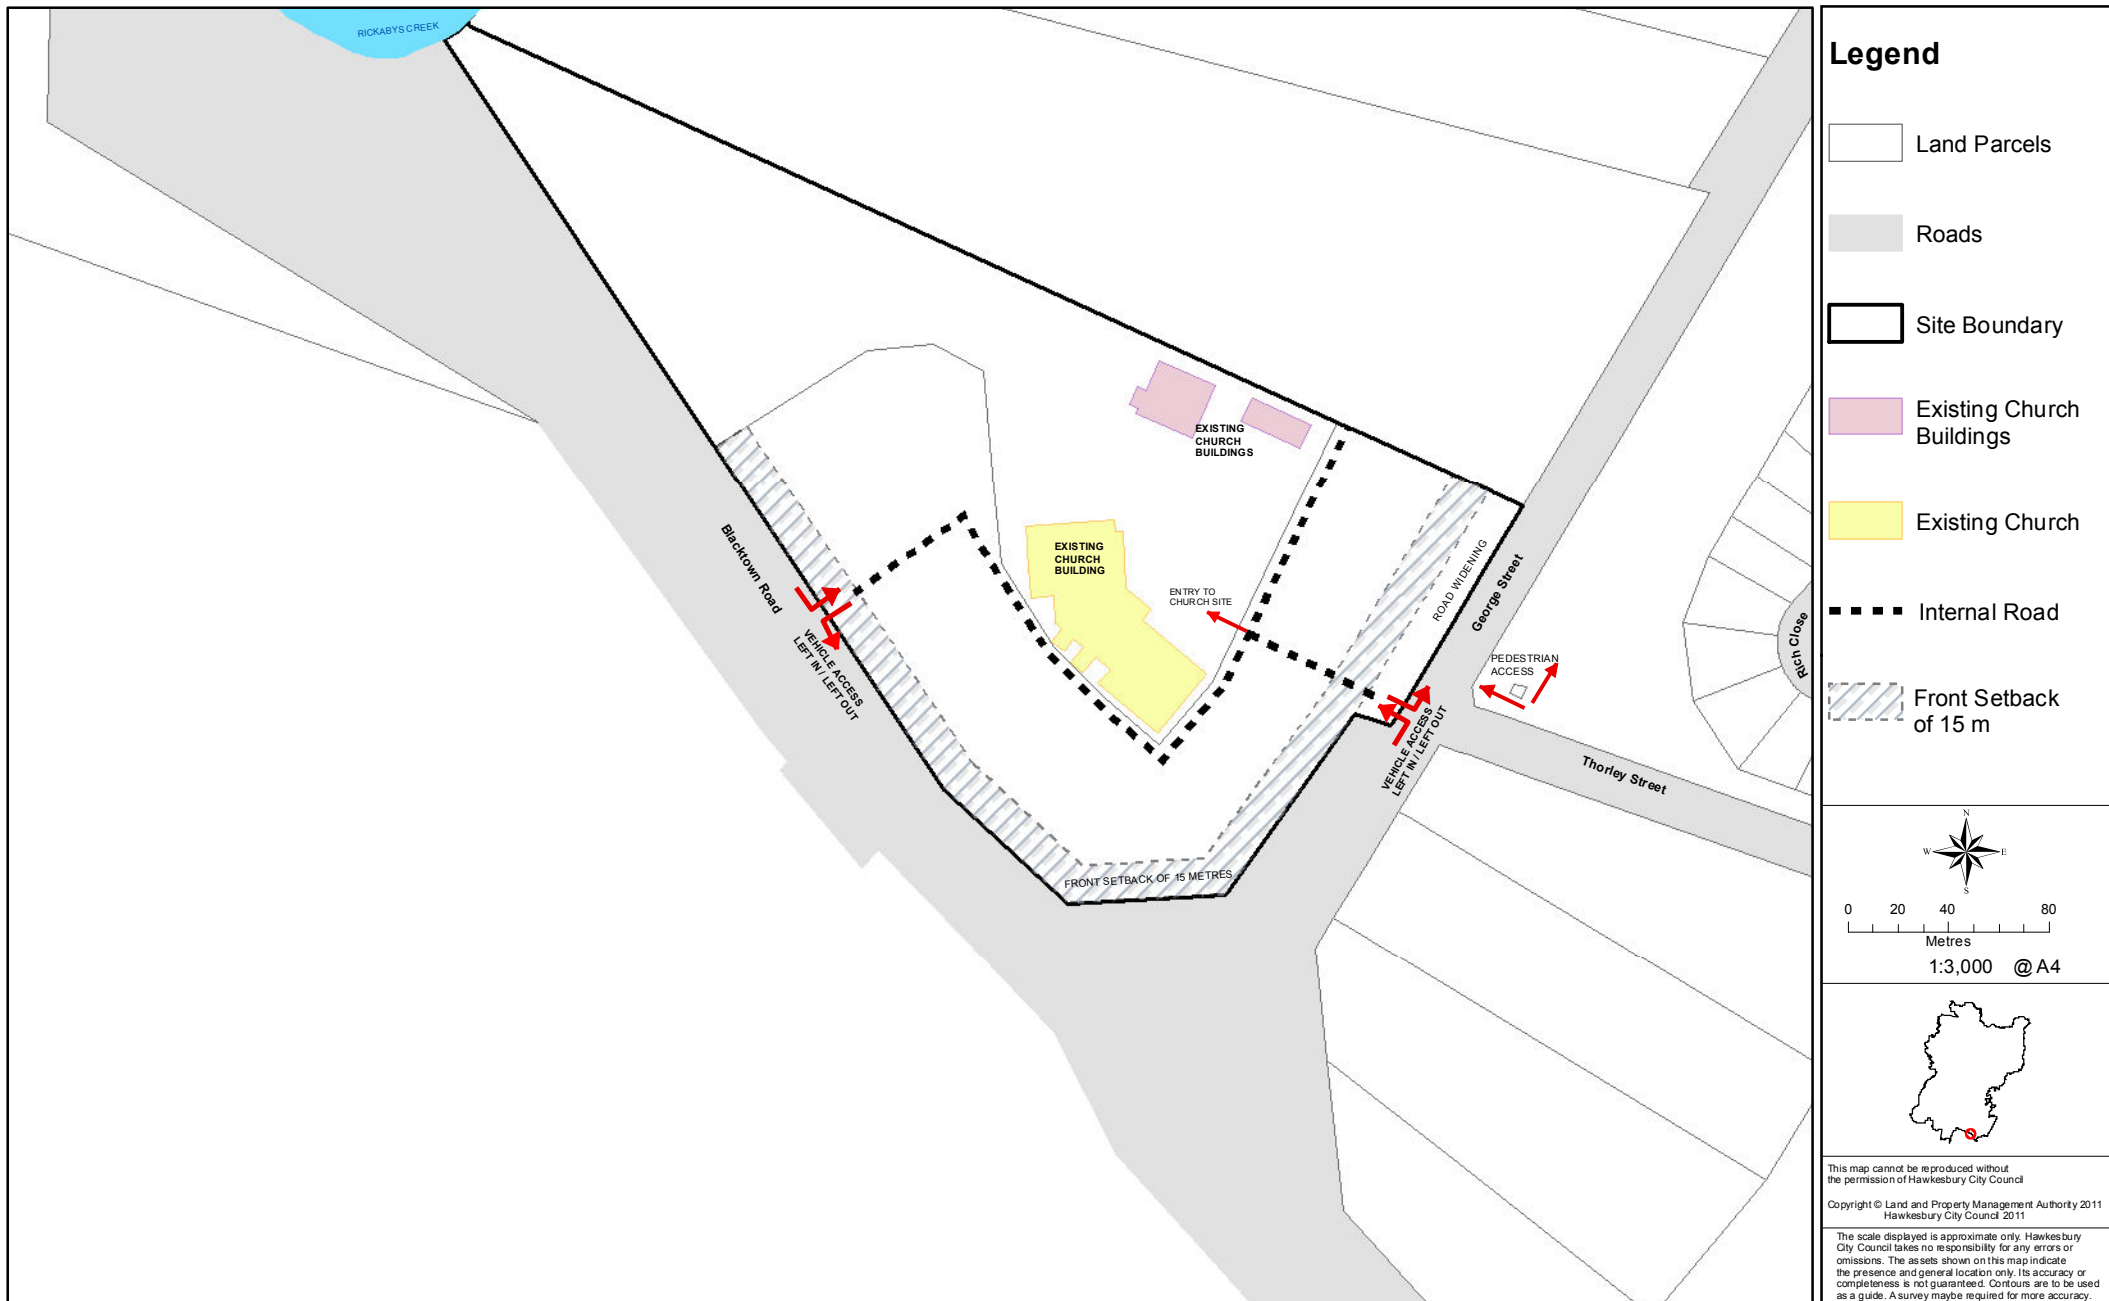 RICKABYS CREEK
EXISTING
CHURCH
BUILDINGS
EXISTING
CHURCH
BUILDING
ENTRY TO
CHURCH SITE
ROAD WIDENING
George Street
Blacktown Road
VEHICLE ACCESS
LEFT IN / LEFT OUT
PEDESTRIAN
ACCESS
Rich Close
VEHICLE ACCESS
LEFT IN / LEFT OUT
Thorley Street
FRONT SETBACK OF 15 METRES
Legend
Land Parcels
Roads
Site Boundary
Existing Church
Buildings
Existing Church
Internal Road
Front Setback
of 15 m
N
W E
S
0 20 40 80
Metres
1:3,000 @ A4
This map cannot be reproduced without
the permission of Hawkesbury City Council
Copyright © Land and Property Management Authority 2011
Hawkesbury City Council 2011
The scale displayed is approximate only. Hawkesbury
City Council takes no responsibility for any errors or
omissions. The assets shown on this map indicate
the presence and general location only. Its accuracy or
completeness is not guaranteed. Contours are to be used
as a guide. A survey maybe required for more accuracy.